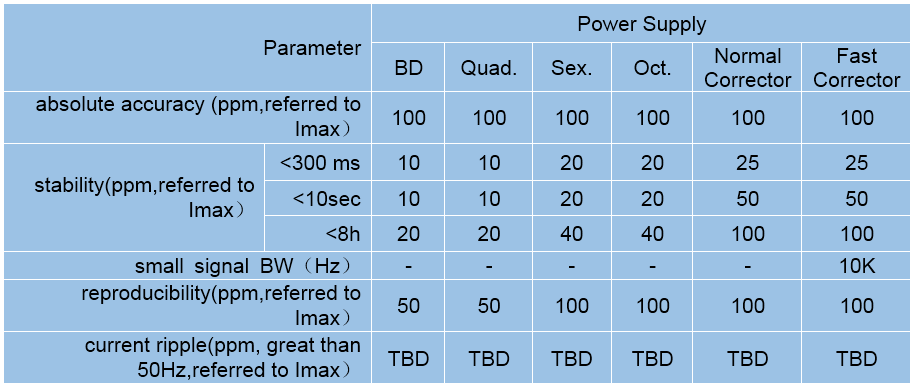 Parameter
Power Supply
BD Quad. Sex. Oct. Normal Corrector Fast Corrector
absolute accuracy (ppm,referred to
Imax）
100 100 100 100 100 100
stability(ppm,referred to
Imax）
<300 ms 10 10 20 20 25 25
<10sec 10 10 20 20 50 50
<8h 20 20 40 40 100 100
small signal BW（Hz） - - - - - 10K
reproducibility(ppm,referred to
Imax）
50 50 100 100 100 100
current ripple(ppm, great than
50Hz,referred to Imax）
TBD TBD TBD TBD TBD TBD